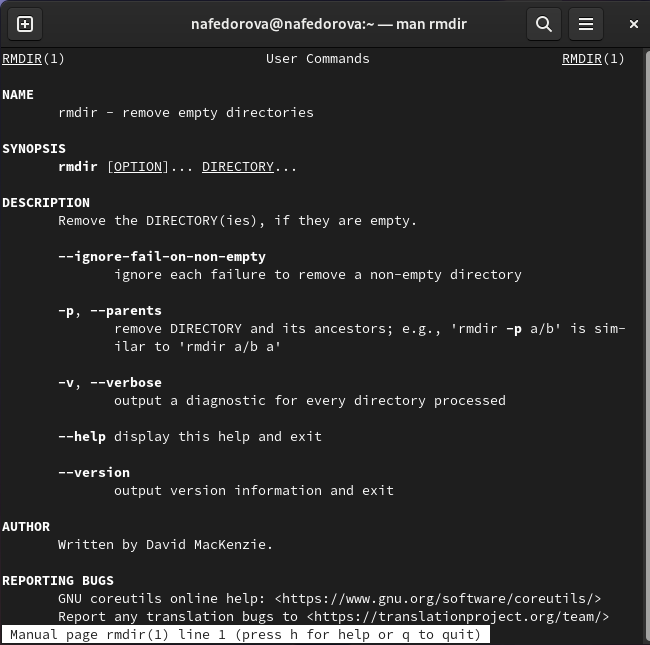 nafedorova@nafedorova:~ — man rmdir
RMDIR(1) User Commands RMDIR(1)
NAME
rmdir - remove empty directories
SYNOPSIS
rmdir [OPTION]... DIRECTORY...
DESCRIPTION
Remove the DIRECTORY(ies), if they are empty.
--ignore-fail-on-non-empty
ignore each failure to remove a non-empty directory
-p, --parents
remove DIRECTORY and its ancestors; e.g., 'rmdir -p a/b' is sim-
ilar to 'rmdir a/b a'
-v, --verbose
output a diagnostic for every directory processed
--help display this help and exit
--version
output version information and exit
AUTHOR
Written by David MacKenzie.
REPORTING BUGS
GNU coreutils online help: <https://www.gnu.org/software/coreutils/>
Report any translation bugs to <https://translationproject.org/team/>
Manual page rmdir(1) line 1 (press h for help or q to quit)